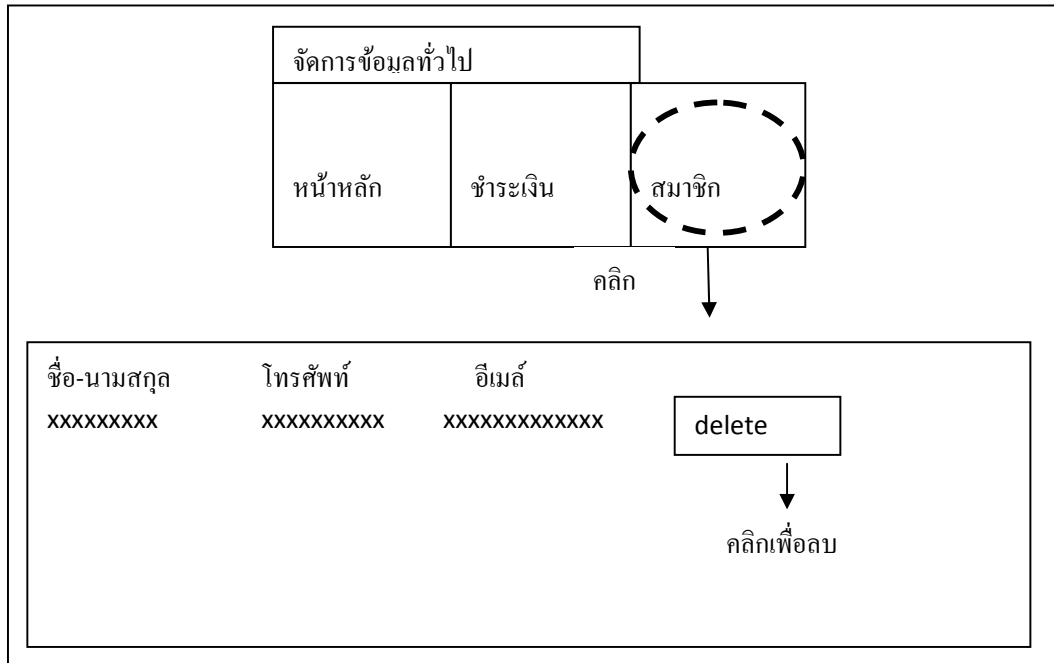 จัดการข้อมูลทั่วไป
หน้าหลัก ชำระเงิน สมาชิก
คลิก
ชื่อ-นามสกุล โทรศัพท์ อีเมล์
xxxxxxxxx xxxxxxxxxx xxxxxxxxxxxxx delete
คลิกเพื่อลบ